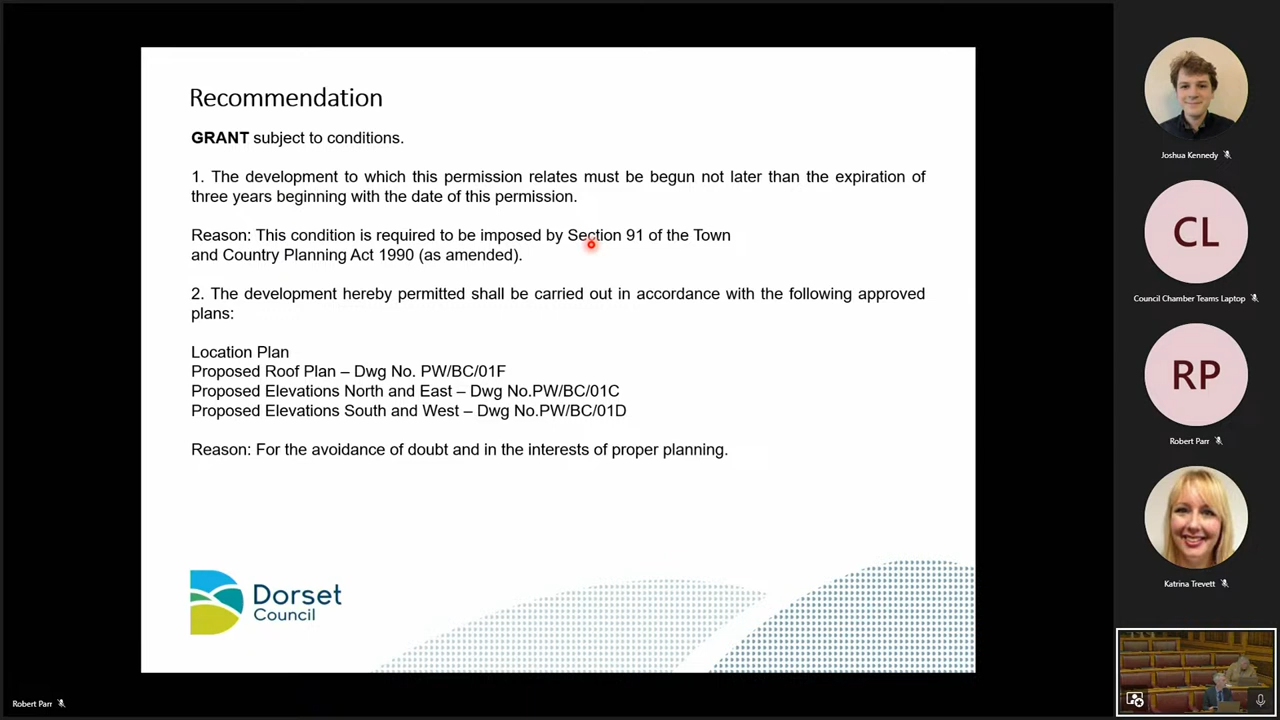 Recommendation
GRANT subject to conditions.
1. The development to which this permission relates must be begun not later than the expiration of
three years beginning with the date of this permission.
Reason: This condition is required to be imposed by Section 91 of the Town
and Country Planning Act 1990 (as amended).
2. The development hereby permitted shall be carried out in accordance with the following approved
plans:
Location Plan
Proposed Roof Plan – Dwg No. PW/BC/01F
Proposed Elevations North and East – Dwg No.PW/BC/01C
Proposed Elevations South and West – Dwg No.PW/BC/01D
Reason: For the avoidance of doubt and in the interests of proper planning.
Dorset
Council
Robert Parr
Joshua Kennedy
CL
Council Chamber Teams Laptop
RP
Robert Parr
Katrina Trevett